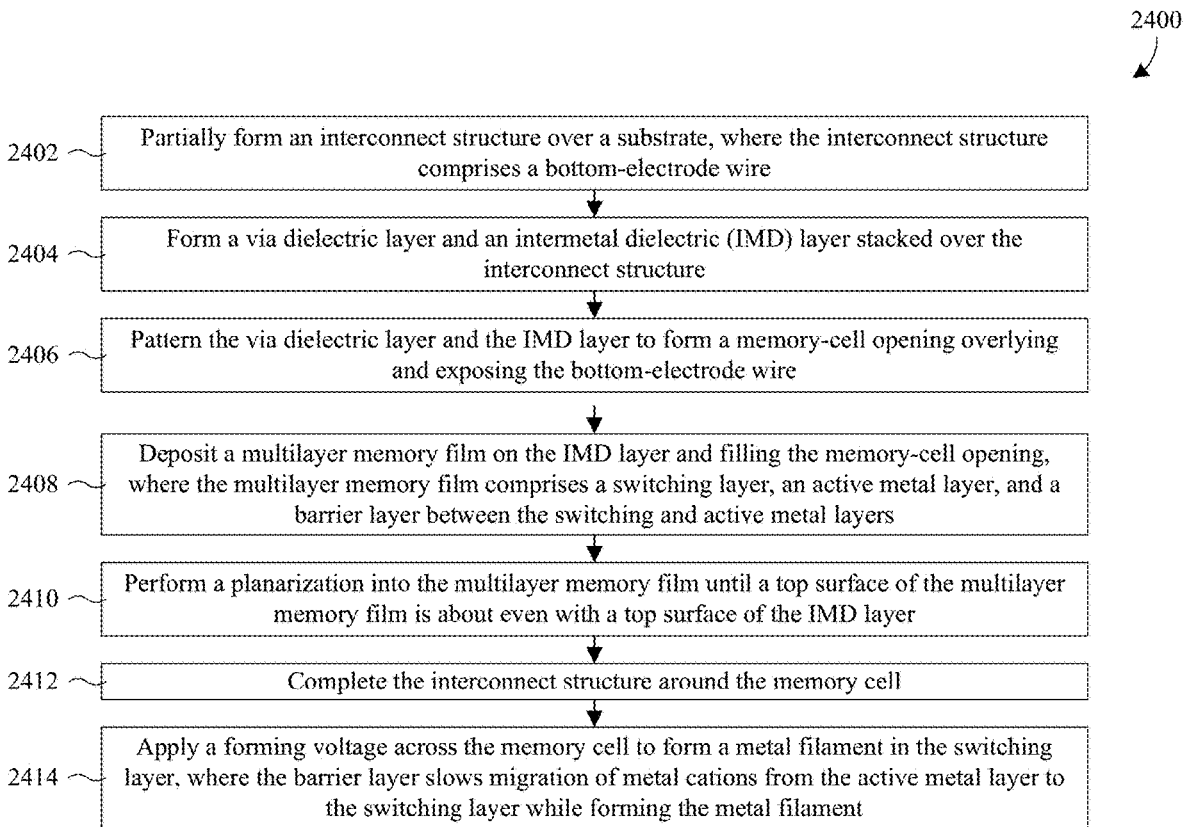 2400
2402
Partially form an interconnect structure over a substrate, where the interconnect structure
comprises a bottom-electrode wire
2404
Form a via dielectric layer and an intermetal dielectric (IMD) layer stacked over the
interconnect structure
2406
Pattern the via dielectric layer and the IMD layer to form a memory-cell opening overlying
and exposing the bottom-electrode wire
2408
Deposit a multilayer memory film on the IMD layer and filling the memory-cell opening,
where the multilayer memory film comprises a switching layer, an active metal layer, and a
barrier layer between the switching and active metal layers
2410
Perform a planarization into the multilayer memory film until a top surface of the multilayer
memory film is about even with a top surface of the IMD layer
2412
Complete the interconnect structure around the memory cell
2414
Apply a forming voltage across the memory cell to form a metal filament in the switching
layer, where the barrier layer slows migration of metal cations from the active metal layer to
the switching layer while forming the metal filament